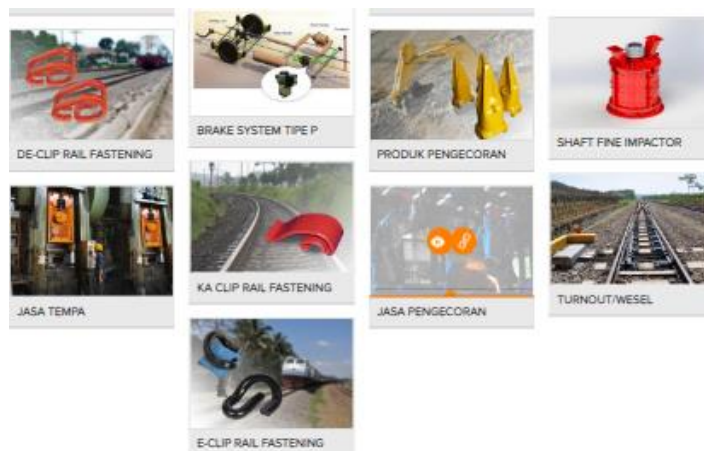 DE-CLIP RAIL FASTENING
BRAKE SYSTEM TIPE P
PRODUK PENGECORAN
SHAFT FINE IMPACTOR
JASA TEMPA
KA CLIP RAIL FASTENING
JASA PENGECORAN
TURNOUT/WESEL
E-CLIP RAIL FASTENING